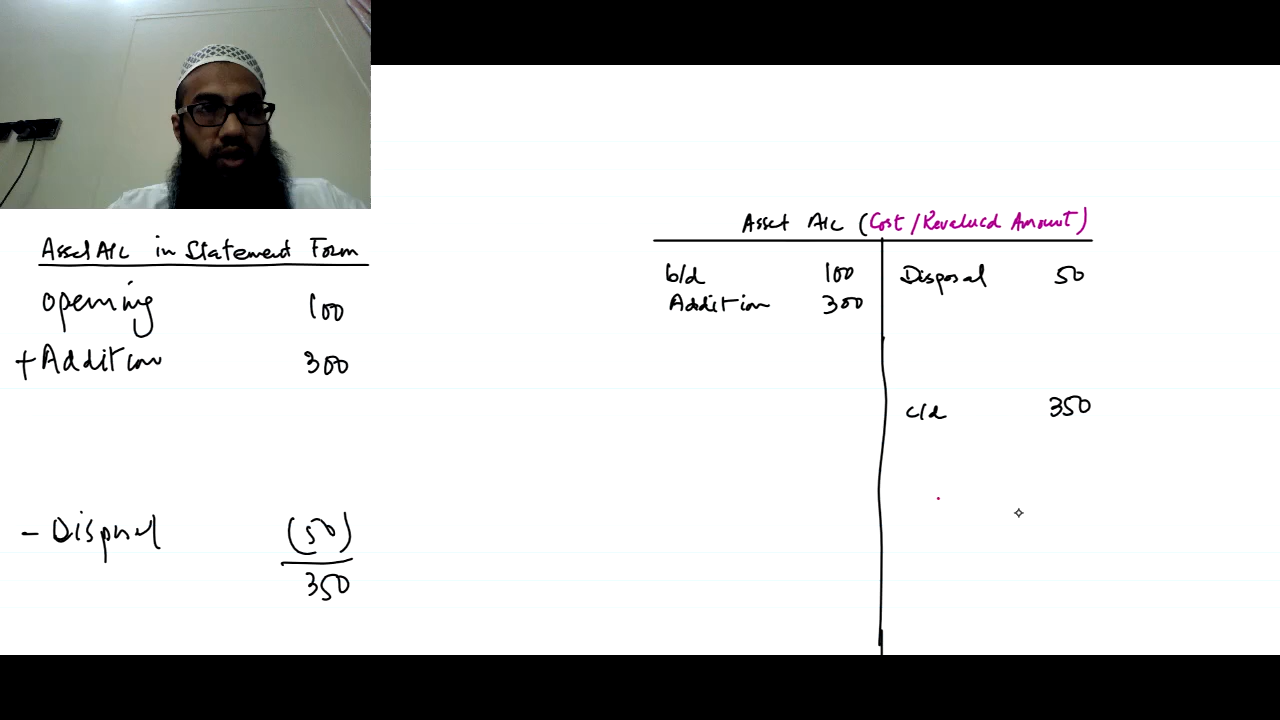 Asset A/c in Statement Form
Opening 100
+ Addition 300
- Disposal (50)
350
Asset A/c (Cost/Revalued Amount)
b/d 100 Disposal 50
Addition 300
c/d 350